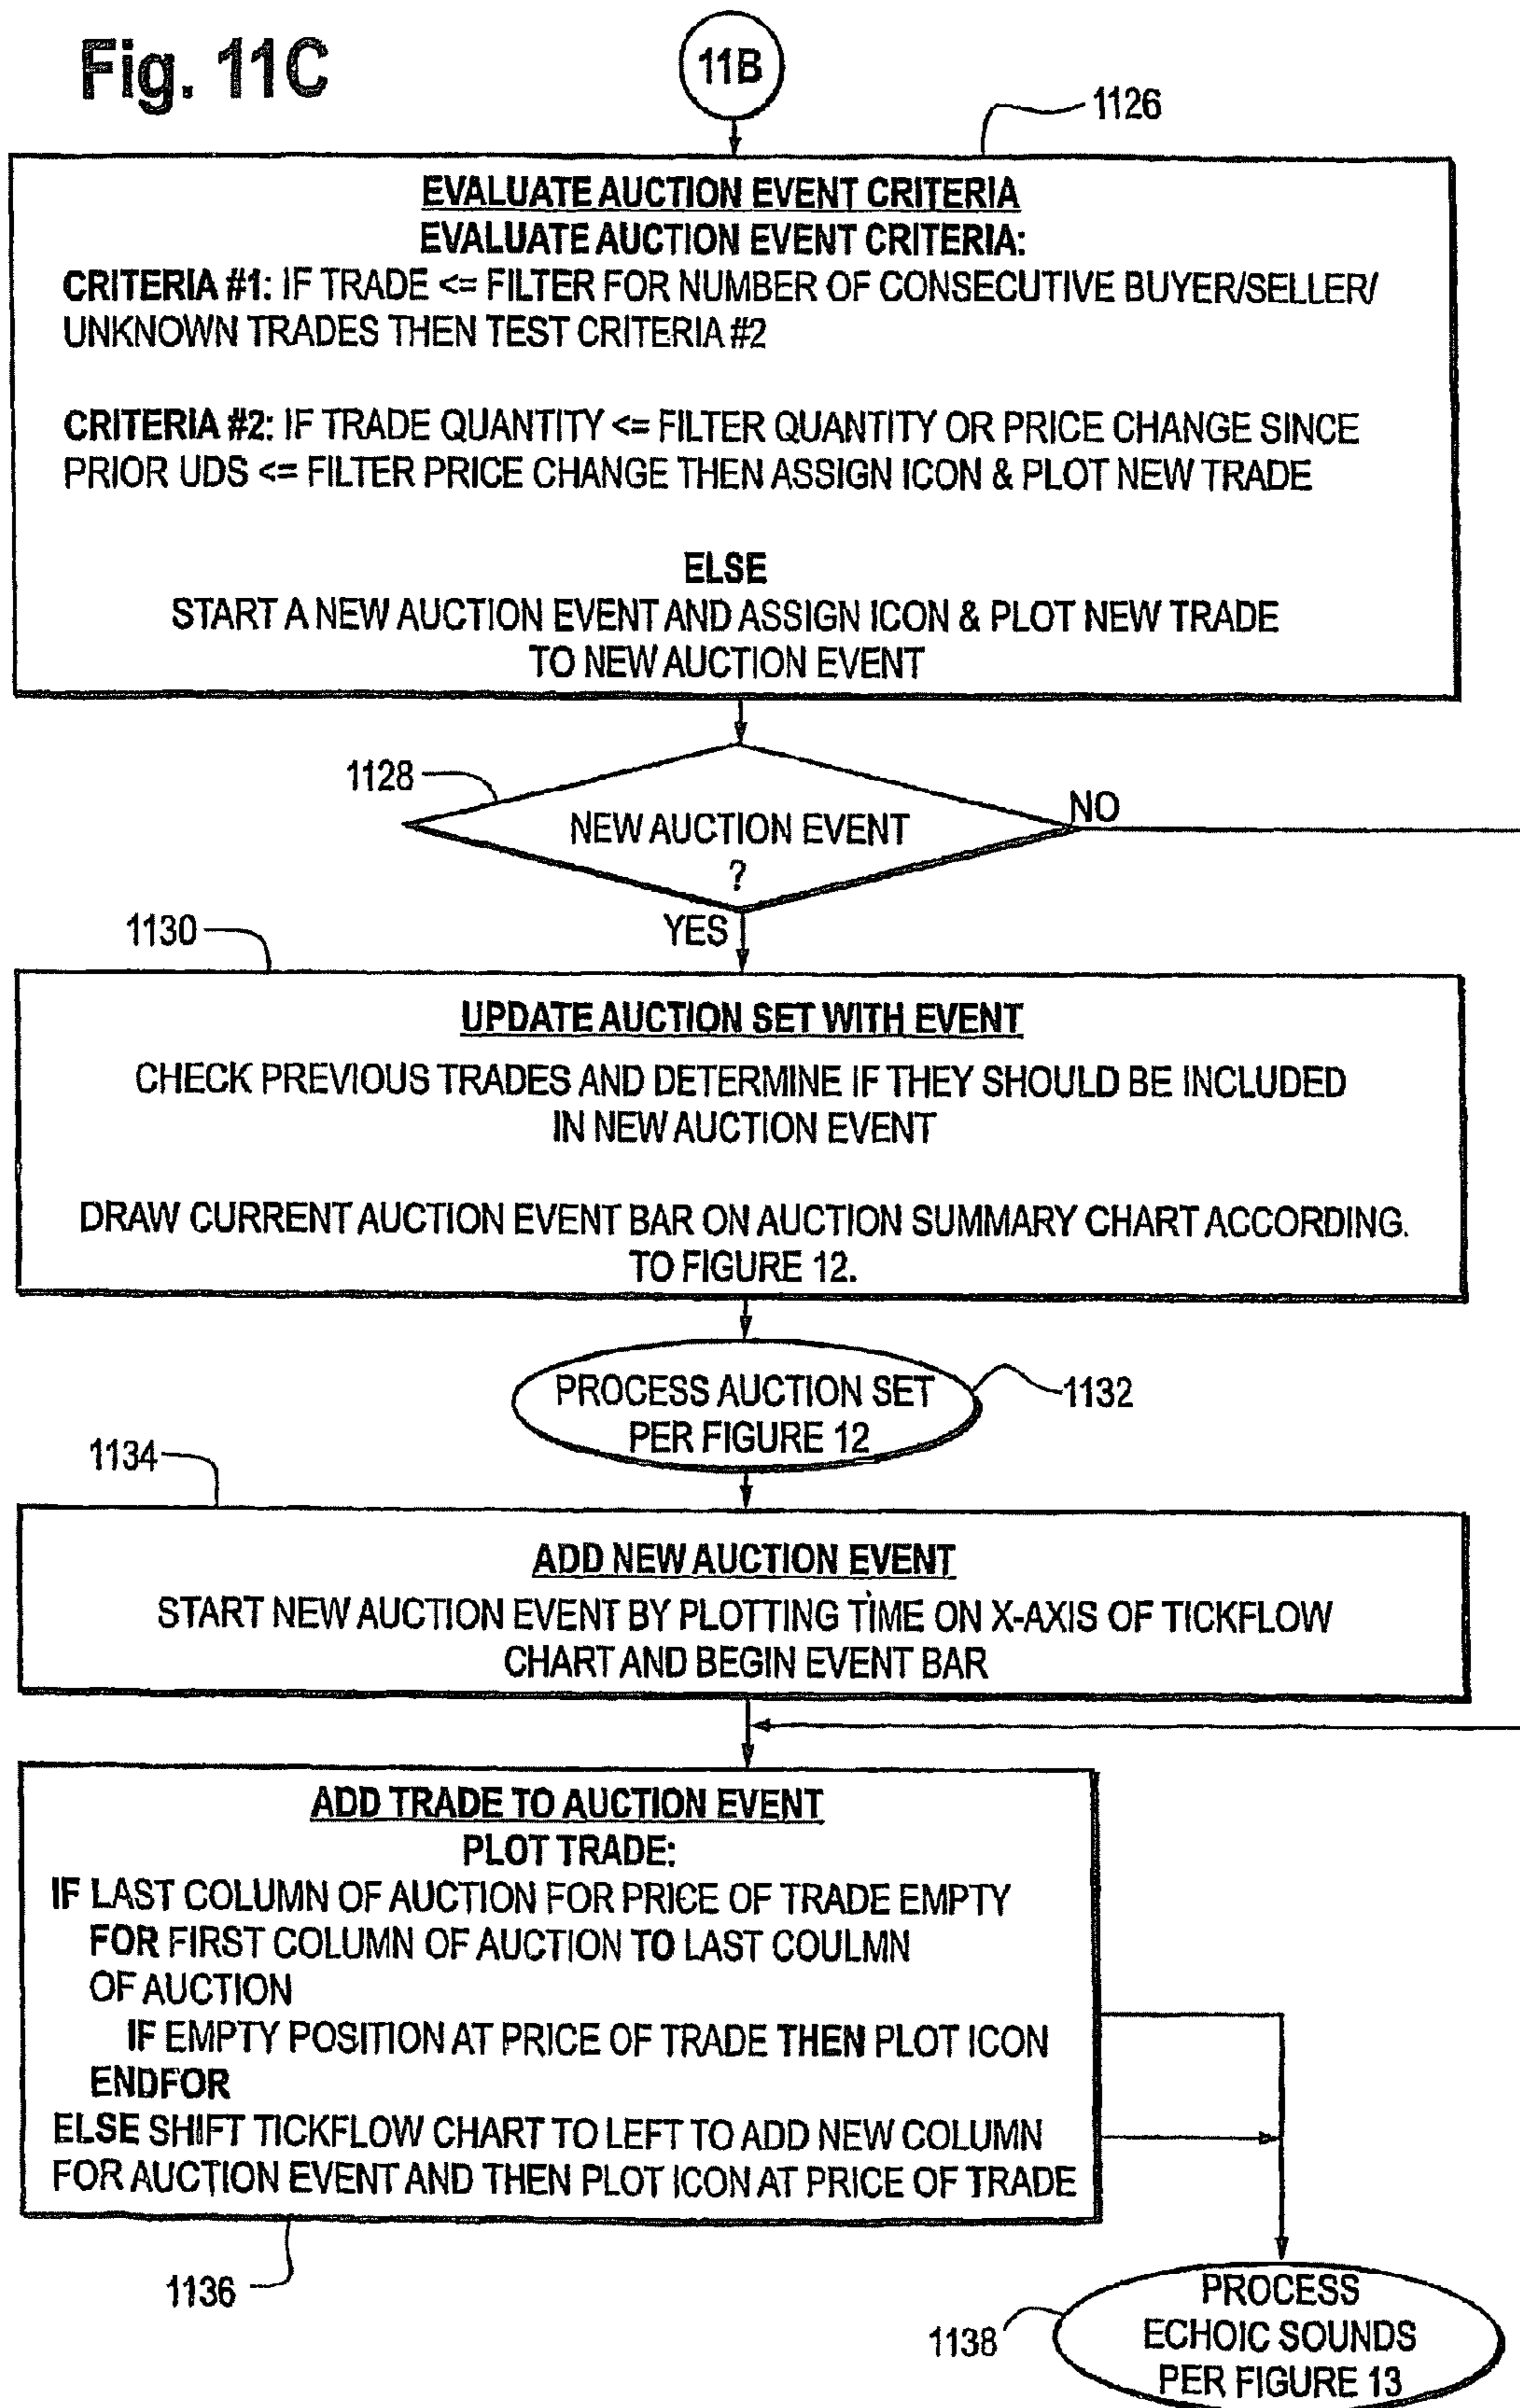 Fig. 11C
11B
1126
EVALUATE AUCTION EVENT CRITERIA
EVALUATE AUCTION EVENT CRITERIA:
CRITERIA #1: IF TRADE <= FILTER FOR NUMBER OF CONSECUTIVE BUYER/SELLER/
UNKNOWN TRADES THEN TEST CRITERIA #2
CRITERIA #2: IF TRADE QUANTITY <= FILTER QUANTITY OR PRICE CHANGE SINCE
PRIOR UDS <= FILTER PRICE CHANGE THEN ASSIGN ICON & PLOT NEW TRADE
ELSE
START A NEW AUCTION EVENT AND ASSIGN ICON & PLOT NEW TRADE
TO NEW AUCTION EVENT
1128
NEW AUCTION EVENT
?
NO
YES
1130
UPDATE AUCTION SET WITH EVENT
CHECK PREVIOUS TRADES AND DETERMINE IF THEY SHOULD BE INCLUDED
IN NEW AUCTION EVENT
DRAW CURRENT AUCTION EVENT BAR ON AUCTION SUMMARY CHART ACCORDING.
TO FIGURE 12.
PROCESS AUCTION SET
PER FIGURE 12
1132
1134
ADD NEW AUCTION EVENT
START NEW AUCTION EVENT BY PLOTTING TIME ON X-AXIS OF TICKFLOW
CHART AND BEGIN EVENT BAR
ADD TRADE TO AUCTION EVENT
PLOT TRADE:
IF LAST COLUMN OF AUCTION FOR PRICE OF TRADE EMPTY
FOR FIRST COLUMN OF AUCTION TO LAST COULMN
OF AUCTION
IF EMPTY POSITION AT PRICE OF TRADE THEN PLOT ICON
ENDFOR
ELSE SHIFT TICKFLOW CHART TO LEFT TO ADD NEW COLUMN
FOR AUCTION EVENT AND THEN PLOT ICON AT PRICE OF TRADE
1136
1138
PROCESS
ECHOIC SOUNDS
PER FIGURE 13